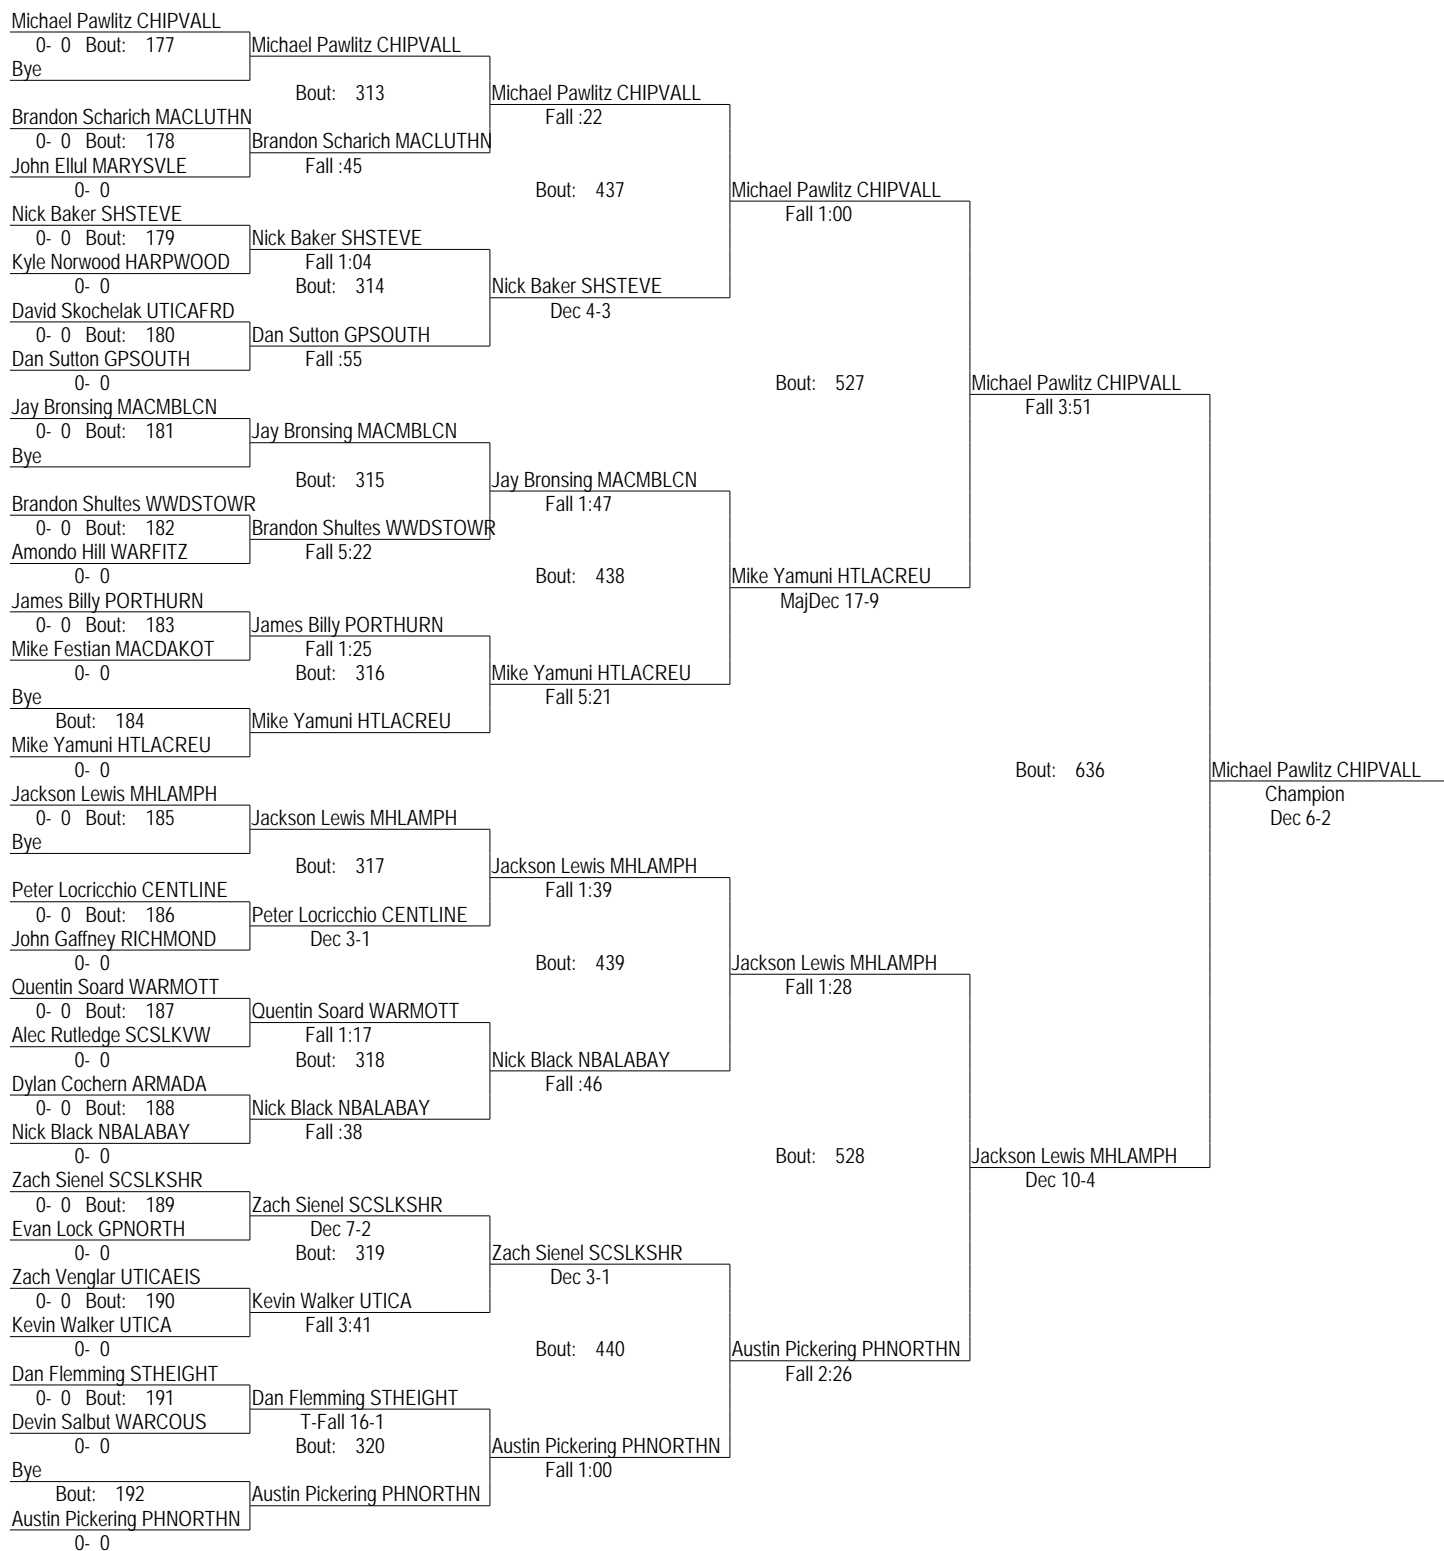 Michael Pawlitz CHIPVALL
0- 0 Bout: 177 Michael Pawlitz CHIPVALL
Bye
Bout: 313 Michael Pawlitz CHIPVALL
Brandon Scharich MACLUTHN Fall :22
0- 0 Bout: 178 Brandon Scharich MACLUTHN
John Ellul MARYSVLE Fall :45
0- 0 Bout: 437 Michael Pawlitz CHIPVALL
Nick Baker SHSTEVE Fall 1:00
0- 0 Bout: 179 Nick Baker SHSTEVE
Kyle Norwood HARPWOOD Fall 1:04
0- 0 Bout: 314 Nick Baker SHSTEVE
David Skochelak UTICAFRD Dec 4-3
0- 0 Bout: 180 Dan Sutton GPSOUTH
Dan Sutton GPSOUTH Fall :55
0- 0 Bout: 527 Michael Pawlitz CHIPVALL
Jay Bronsing MACMBLCN Fall 3:51
0- 0 Bout: 181 Jay Bronsing MACMBLCN
Bye
Bout: 315 Jay Bronsing MACMBLCN
Brandon Shultes WWDSTOWR Fall 1:47
0- 0 Bout: 182 Brandon Shultes WWDSTOWR
Amondo Hill WARFITZ Fall 5:22
0- 0 Bout: 438 Mike Yamuni HTLACREU
James Billy PORTHURN MajDec 17-9
0- 0 Bout: 183 James Billy PORTHURN
Mike Festian MACDAKOT Fall 1:25
0- 0 Bout: 316 Mike Yamuni HTLACREU
Bye Fall 5:21
Bout: 184 Mike Yamuni HTLACREU
Mike Yamuni HTLACREU
0- 0 Bout: 636 Michael Pawlitz CHIPVALL
Jackson Lewis MHLAMPH Champion
0- 0 Bout: 185 Jackson Lewis MHLAMPH Dec 6-2
Bye
Bout: 317 Jackson Lewis MHLAMPH
Peter Locricchio CENTLINE Fall 1:39
0- 0 Bout: 186 Peter Locricchio CENTLINE
John Gaffney RICHMOND Dec 3-1
0- 0 Bout: 439 Jackson Lewis MHLAMPH
Quentin Soard WARMOTT Fall 1:28
0- 0 Bout: 187 Quentin Soard WARMOTT
Alec Rutledge SCSLKVW Fall 1:17
0- 0 Bout: 318 Nick Black NBALABAY
Dylan Cochern ARMADA Fall :46
0- 0 Bout: 188 Nick Black NBALABAY
Nick Black NBALABAY Fall :38
0- 0 Bout: 528 Jackson Lewis MHLAMPH
Zach Sienel SCSLKSHR Dec 10-4
0- 0 Bout: 189 Zach Sienel SCSLKSHR
Evan Lock GPNORTH Dec 7-2
0- 0 Bout: 319 Zach Sienel SCSLKSHR
Zach Venglar UTICAEIS Dec 3-1
0- 0 Bout: 190 Kevin Walker UTICA
Kevin Walker UTICA Fall 3:41
0- 0 Bout: 440 Austin Pickering PHNORTHN
Dan Flemming STHEIGHT Fall 2:26
0- 0 Bout: 191 Dan Flemming STHEIGHT
Devin Salbut WARCOUS T-Fall 16-1
0- 0 Bout: 320 Austin Pickering PHNORTHN
Bye Fall 1:00
Bout: 192 Austin Pickering PHNORTHN
Austin Pickering PHNORTHN
0- 0